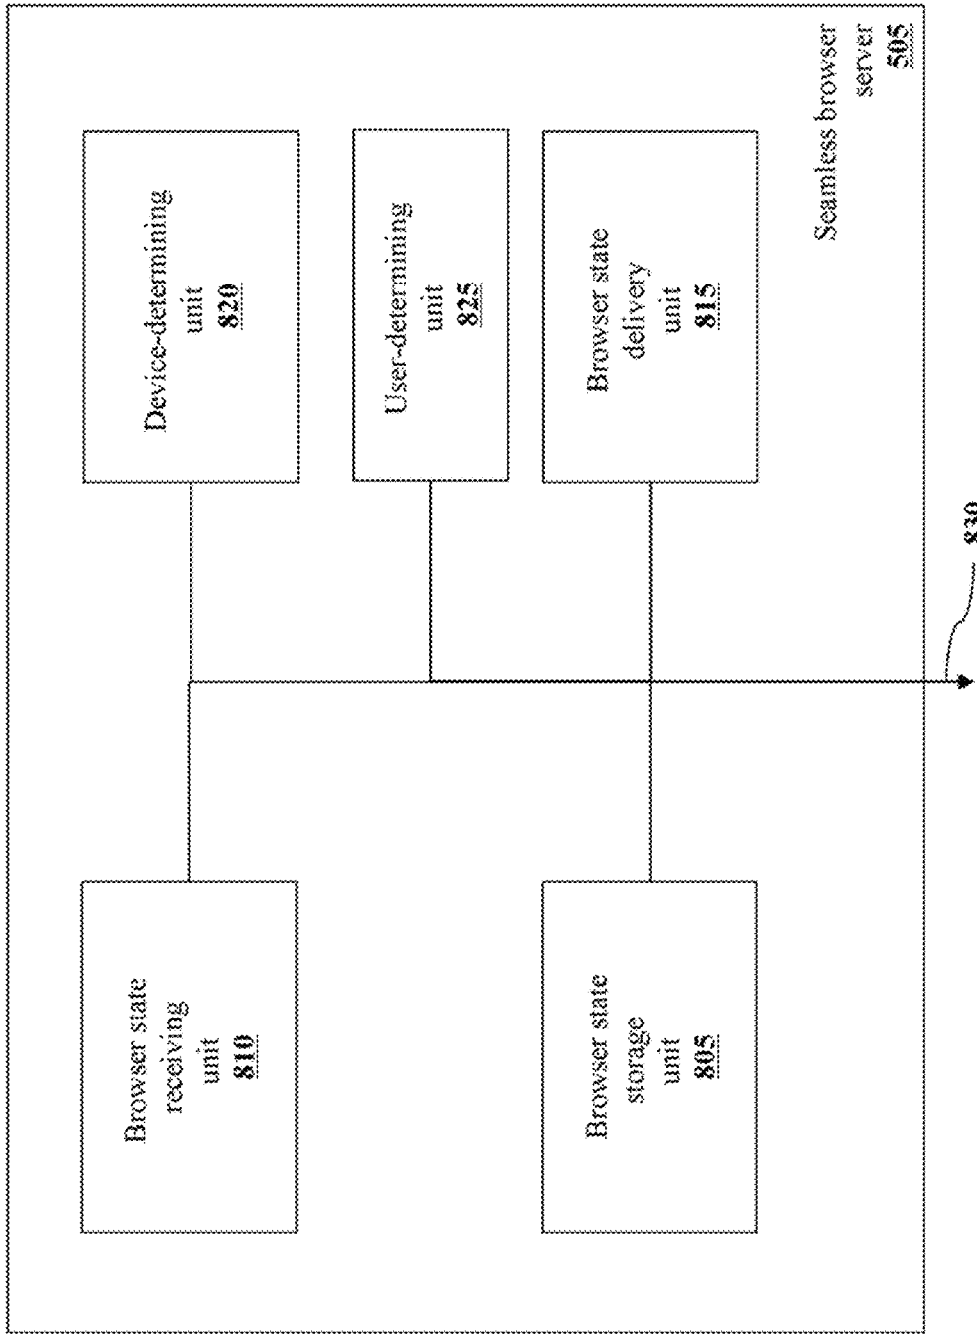 Browser state
receiving
unit
810
Device-determining
unit
820
User-determining
unit
825
Browser state
storage
unit
805
Browser state
delivery
unit
815
Seamless browser
server
505
830